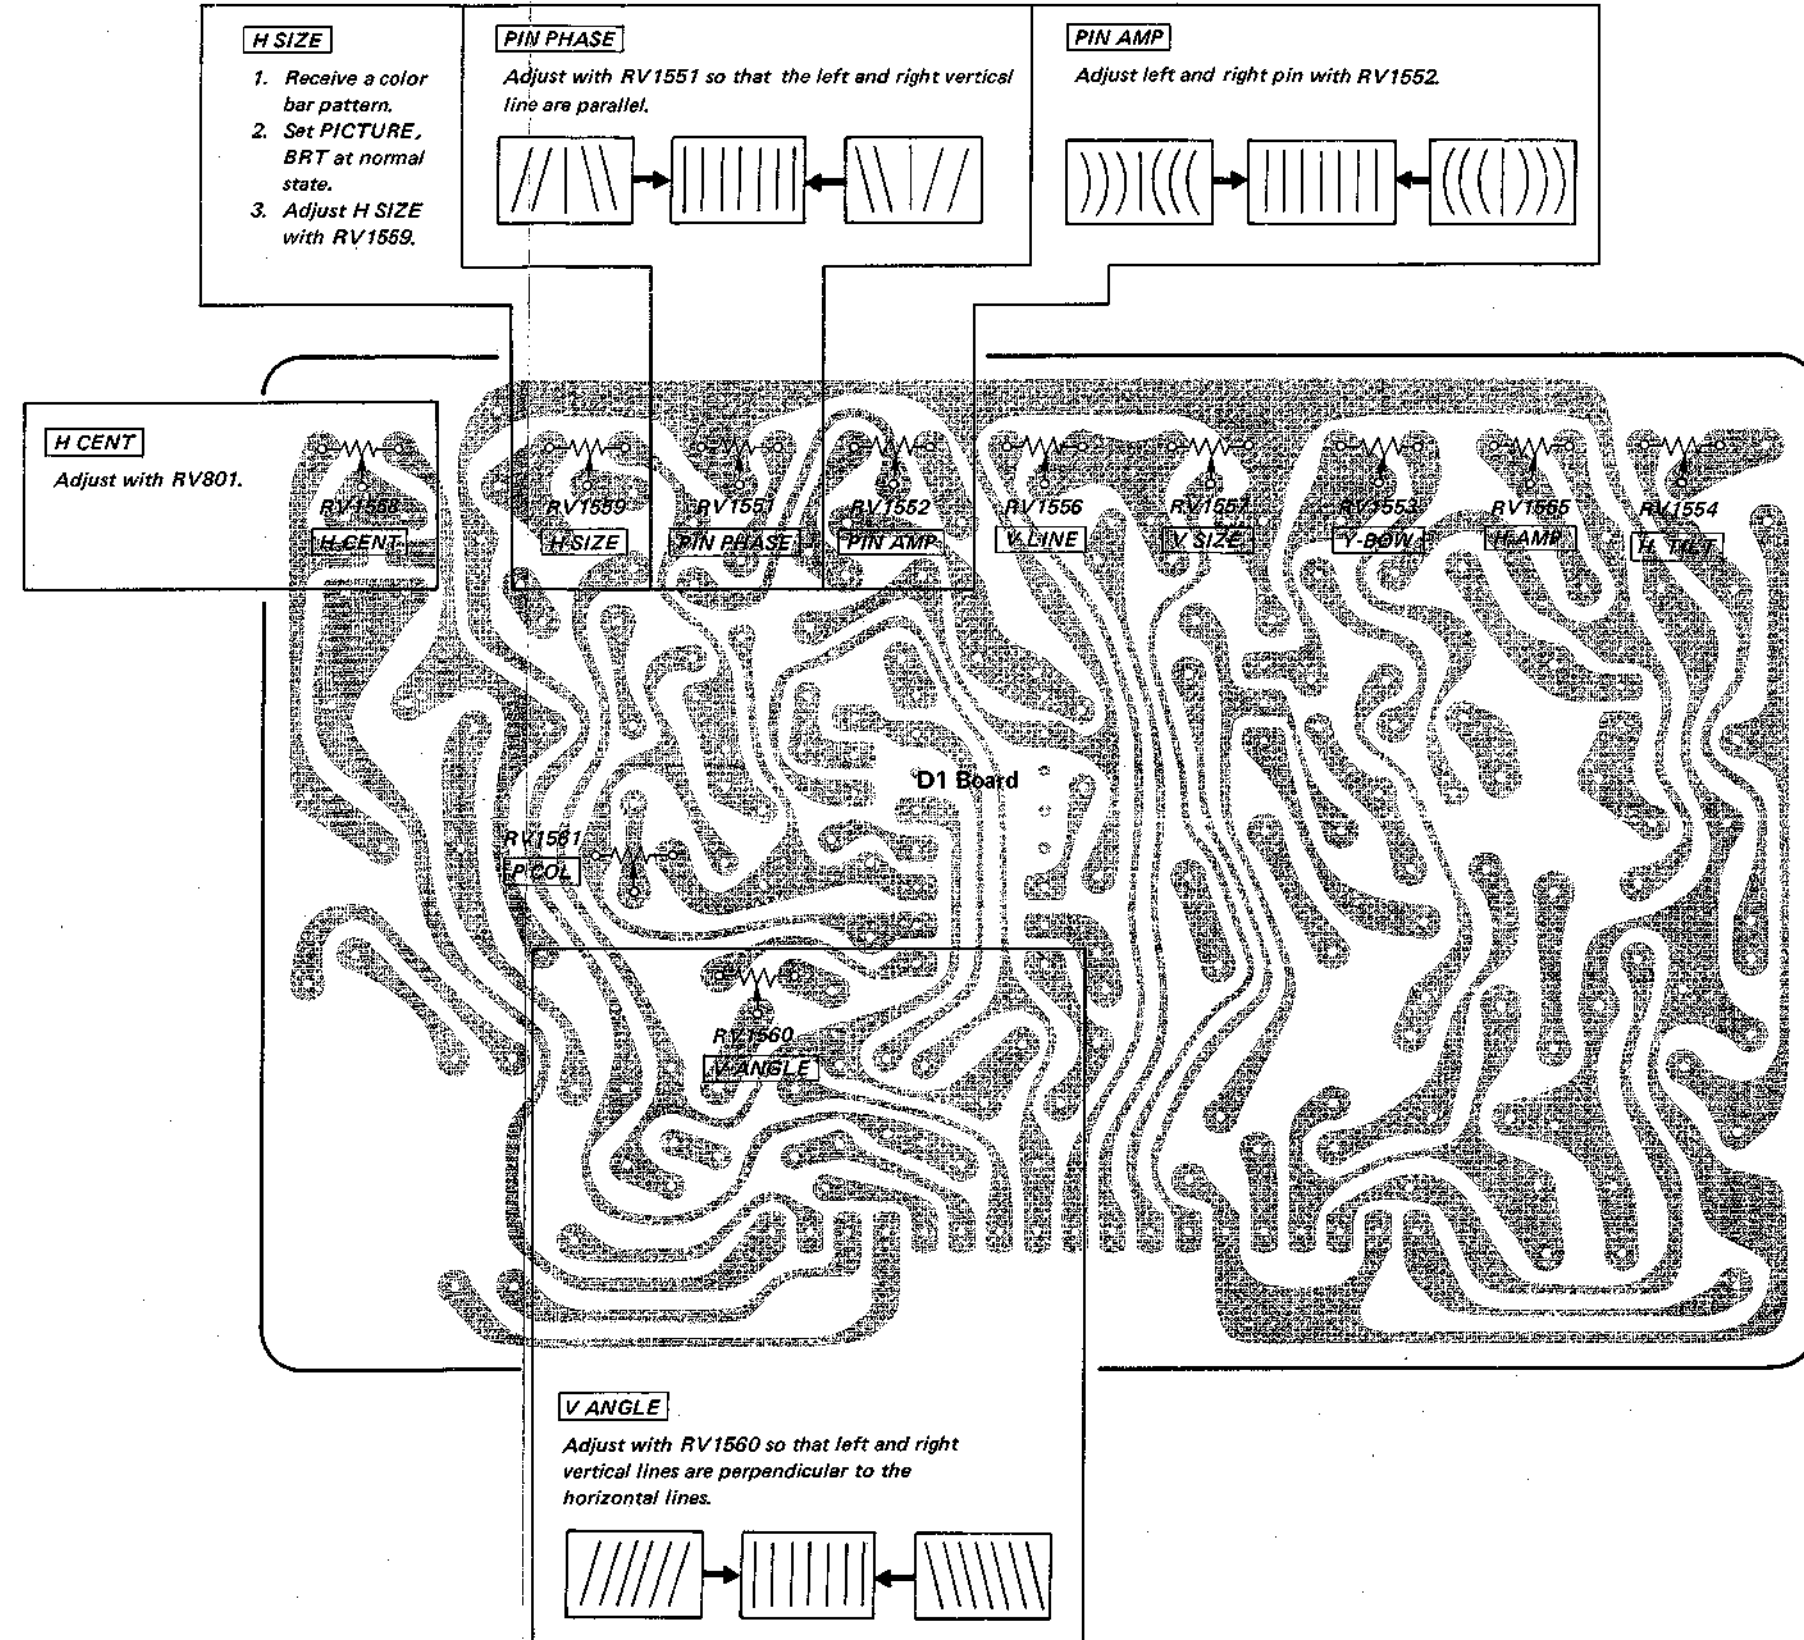 H SIZE
1. Receive a color
bar pattern.
2. Set PICTURE,
BRT at normal
state.
3. Adjust H SIZE
with RV1559.
PIN PHASE
Adjust with RV1551 so that the left and right vertical
line are parallel.
PIN AMP
Adjust left and right pin with RV1552.
H CENT
Adjust with RV801.
RV1558
H CENT
RV1559
H SIZE
RV1551
PIN PHASE
RV1552
PIN AMP
RV1556
V LINE
RV1557
V SIZE
RV1553
Y-BOW
H AMP
RV1554
H. TILT
D1 Board
RV1561
P COL
RV1560
V ANGLE
V ANGLE
Adjust with RV1560 so that left and right
vertical lines are perpendicular to the
horizontal lines.